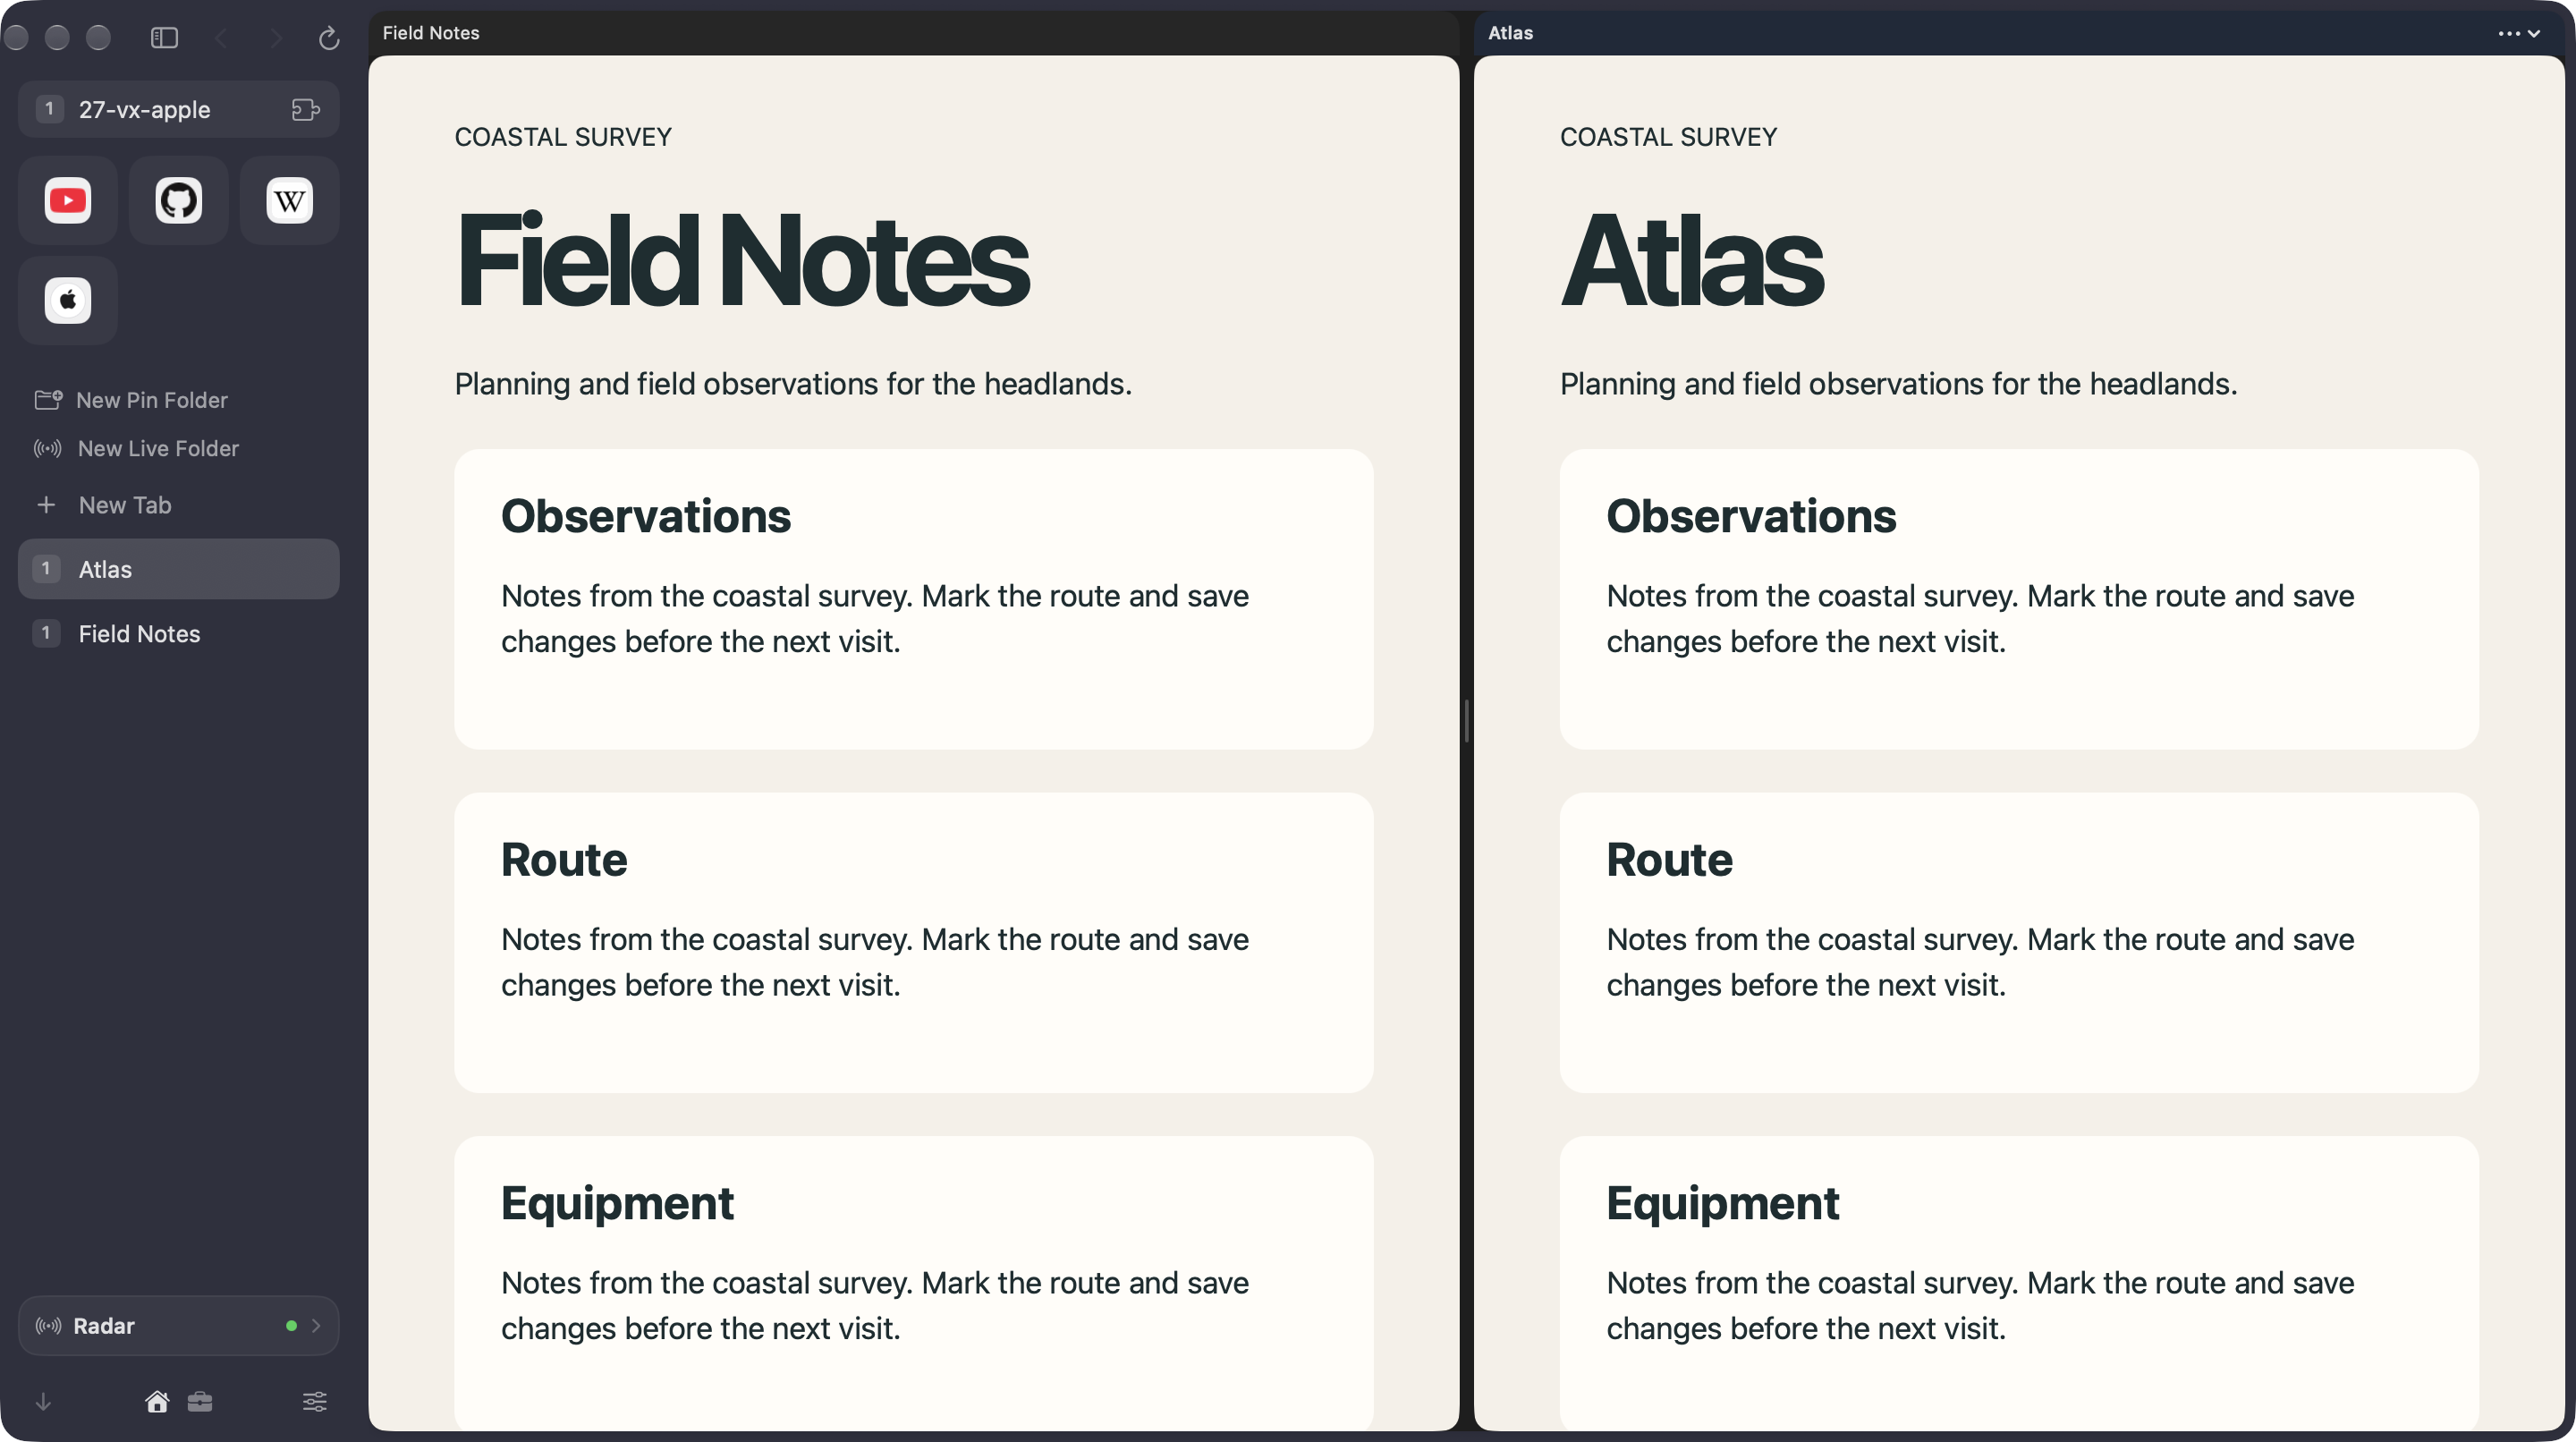 1 27-vx-apple
W
New Pin Folder
New Live Folder
New Tab
1 Atlas
1 Field Notes
Radar
Field Notes
COASTAL SURVEY
Field Notes
Planning and field observations for the headlands.
Observations
Notes from the coastal survey. Mark the route and save
changes before the next visit.
Route
Notes from the coastal survey. Mark the route and save
changes before the next visit.
Equipment
Notes from the coastal survey. Mark the route and save
changes before the next visit.
Atlas
COASTAL SURVEY
Atlas
Planning and field observations for the headlands.
Observations
Notes from the coastal survey. Mark the route and save
changes before the next visit.
Route
Notes from the coastal survey. Mark the route and save
changes before the next visit.
Equipment
Notes from the coastal survey. Mark the route and save
changes before the next visit.